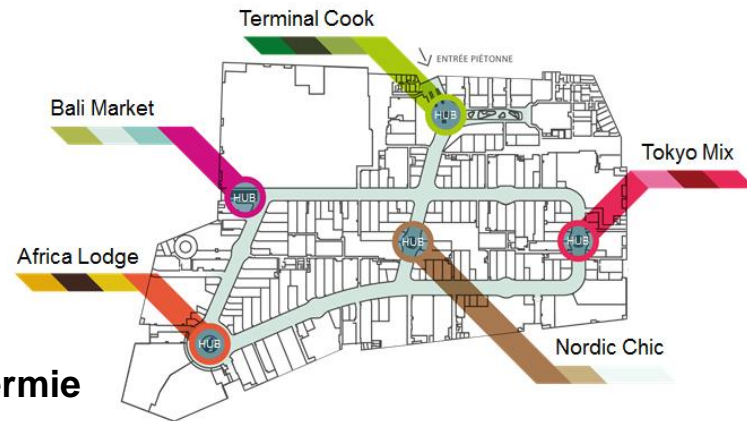 Terminal Cook
ENTRÉE PIÉTONNE
HUB
Bali Market
Tokyo Mix
HUB
HUB
HUB
Africa Lodge
HUB
Nordic Chic
ermie